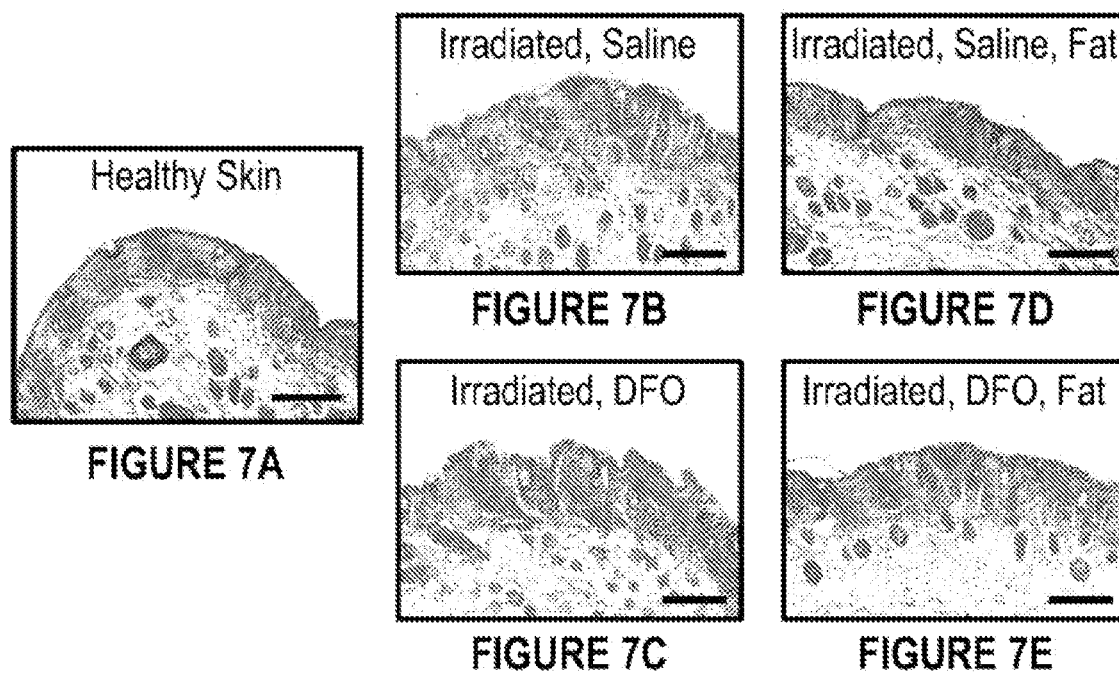 Healthy Skin
FIGURE 7A
Irradiated, Saline
FIGURE 7B
Irradiated, DFO
FIGURE 7C
Irradiated, Saline, Fat
FIGURE 7D
Irradiated, DFO, Fat
FIGURE 7E